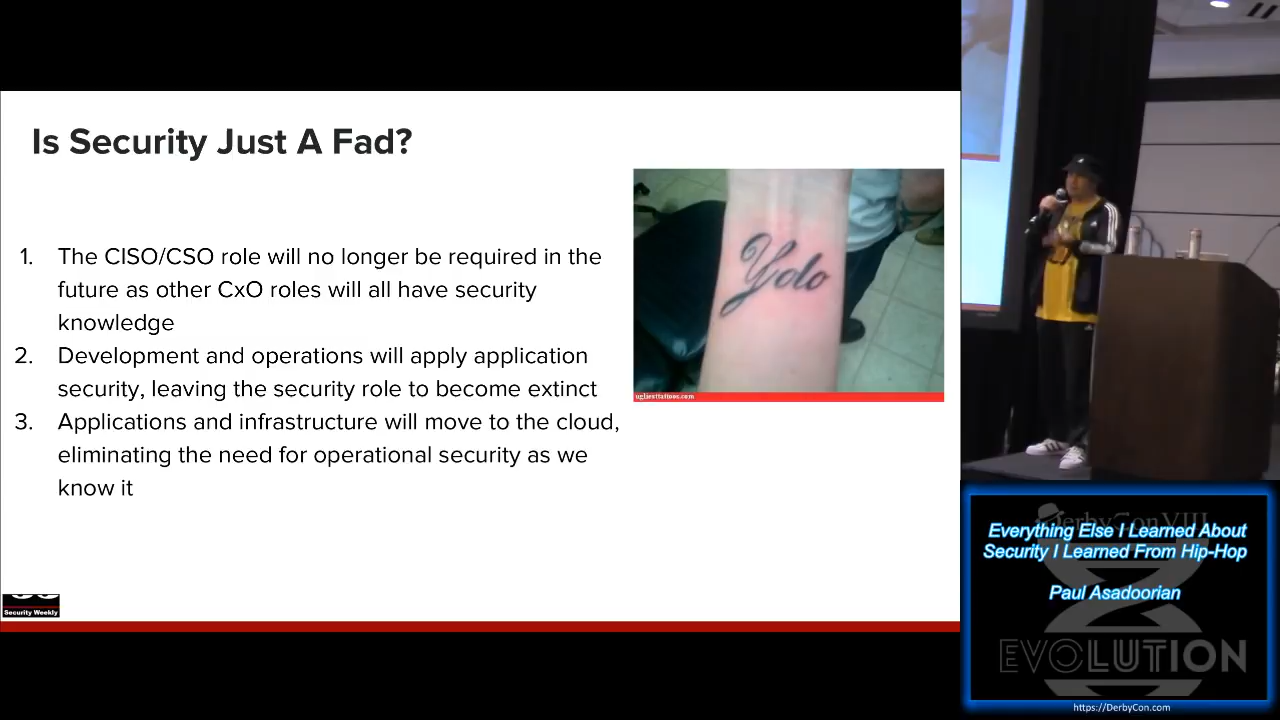 Is Security Just A Fad?
1. The CISO/CSO role will no longer be required in the
future as other CxO roles will all have security
knowledge
2. Development and operations will apply application
security, leaving the security role to become extinct
3. Applications and infrastructure will move to the cloud,
eliminating the need for operational security as we
know it
Yolo
ugliesttattoos.com
Security Weekly
DerbyCon VIII
Everything Else I Learned About
Security I Learned From Hip-Hop
Paul Asadoorian
EVOLUTION
https://DerbyCon.com